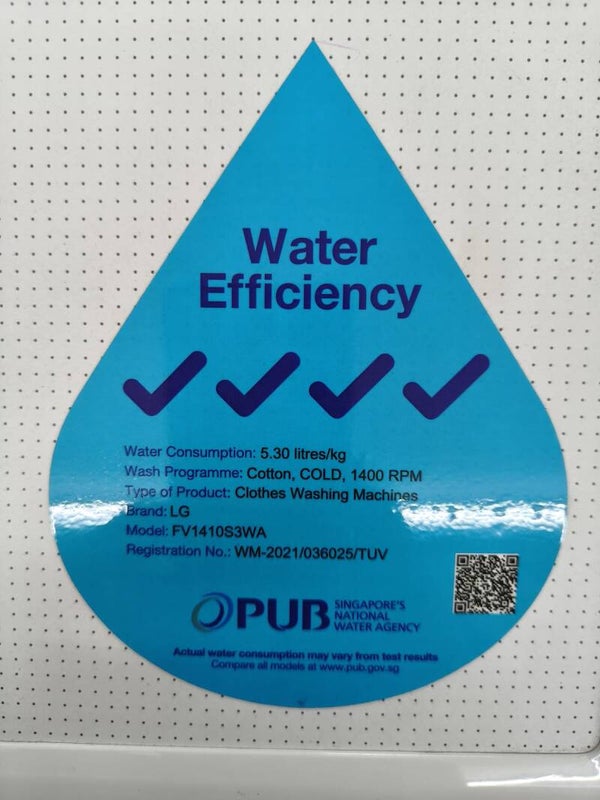 Water
Efficiency
Water Consumption: 5.30 litres/kg
Wash Programme: Cotton, COLD, 1400 RPM
Type of Product: Clothes Washing Machines
Brand: LG
Model: FV1410S3WA
Registration No.: WM-2021/036025/TUV
PUB
SINGAPORE'S
NATIONAL
WATER AGENCY
Actual water consumption may vary from test results
Compare all models at www.pub.gov.sg